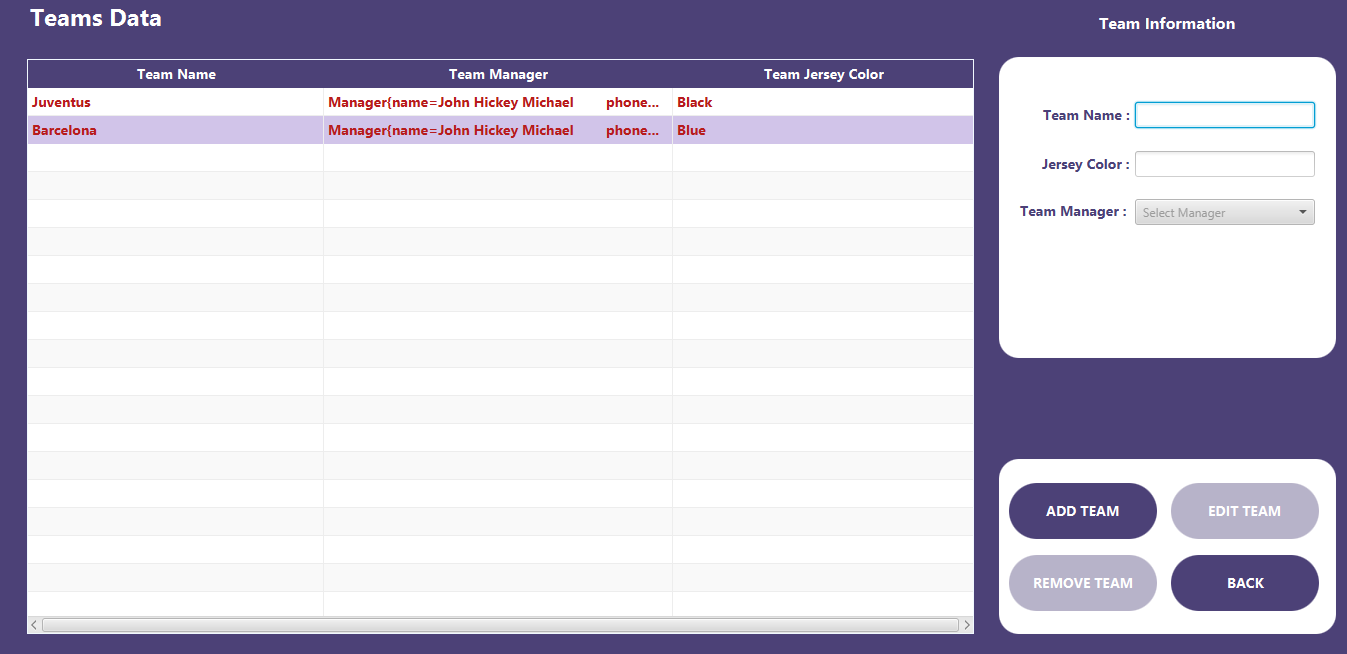 Teams Data
Team Information
Team Name Team Manager Team Jersey Color
Juventus Manager{name=John Hickey Michael phone... Black
Barcelona Manager{name=John Hickey Michael phone... Blue
Team Name :
Jersey Color :
Team Manager : Select Manager
ADD TEAM EDIT TEAM
REMOVE TEAM BACK